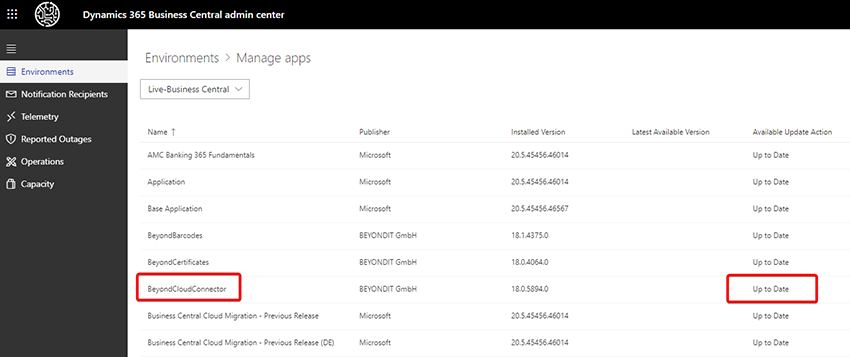 Dynamics 365 Business Central admin center
Environments
Notification Recipients
Telemetry
Reported Outages
Operations
Capacity
Environments > Manage apps
Live-Business Central
Name ↑ Publisher Installed Version Latest Available Version Available Update Action
AMC Banking 365 Fundamentals Microsoft 20.5.45456.46014 Up to Date
Application Microsoft 20.5.45456.46014 Up to Date
Base Application Microsoft 20.5.45456.46567 Up to Date
BeyondBarcodes BEYONDIT GmbH 18.1.4375.0 Up to Date
BeyondCertificates BEYONDIT GmbH 18.0.4064.0 Up to Date
BeyondCloudConnector BEYONDIT GmbH 18.0.5894.0 Up to Date
Business Central Cloud Migration - Previous Release Microsoft 20.5.45456.46014 Up to Date
Business Central Cloud Migration - Previous Release (DE) Microsoft 20.5.45456.46014 Up to Date